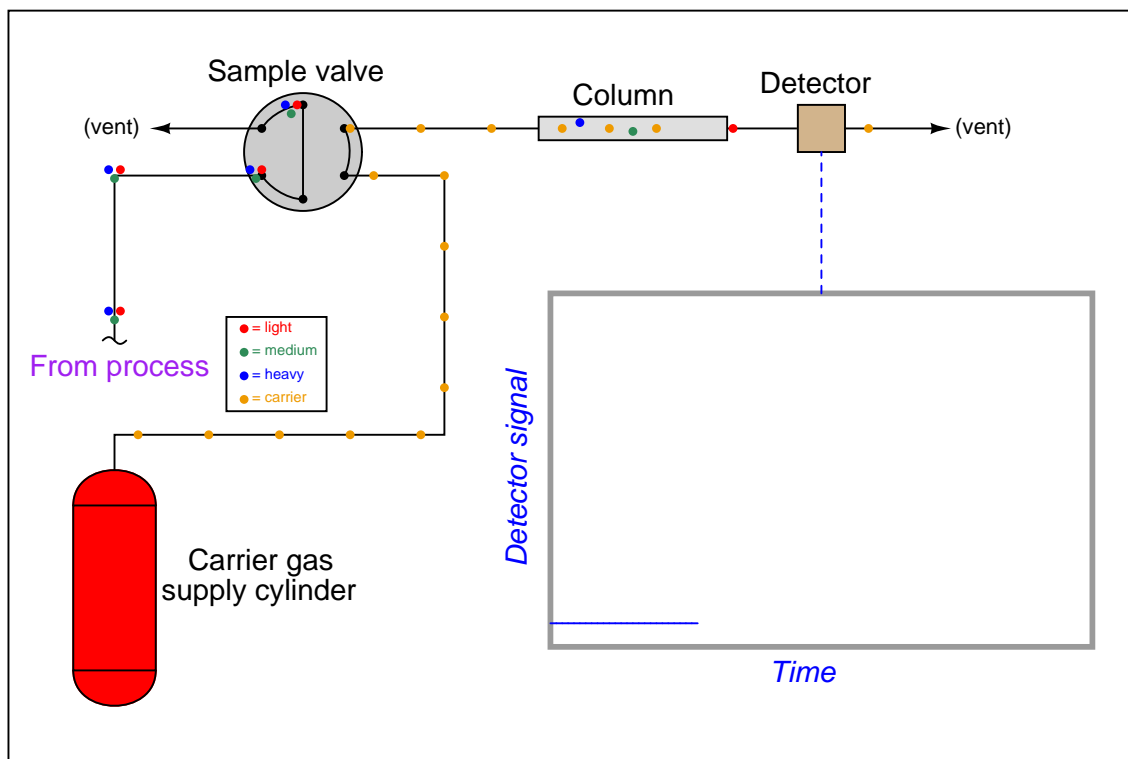 Sample valve
Column
Detector
(vent)
(vent)
= light
= medium
= heavy
= carrier
From process
Detector signal
Carrier gas
supply cylinder
Time